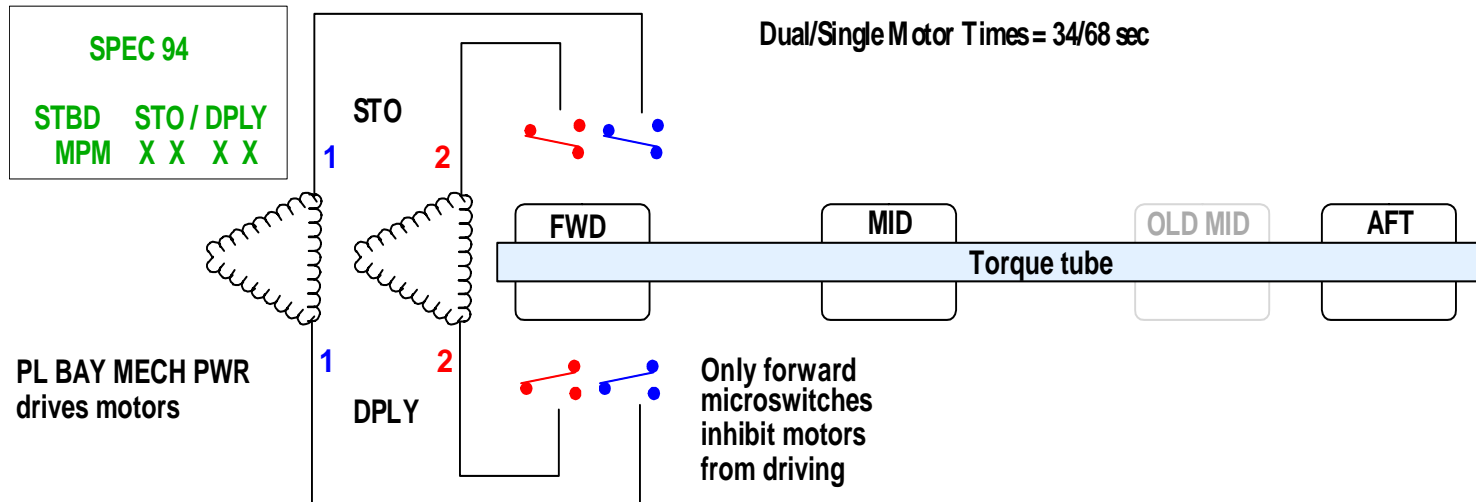 SPEC 94
STBD STO / DPLY
MPM X X X X
Dual/Single Motor Times = 34/68 sec
STO
1 2
FWD MID OLD MID AFT
Torque tube
1 2
DPLY
PL BAY MECH PWR
drives motors
Only forward
microswitches
inhibit motors
from driving